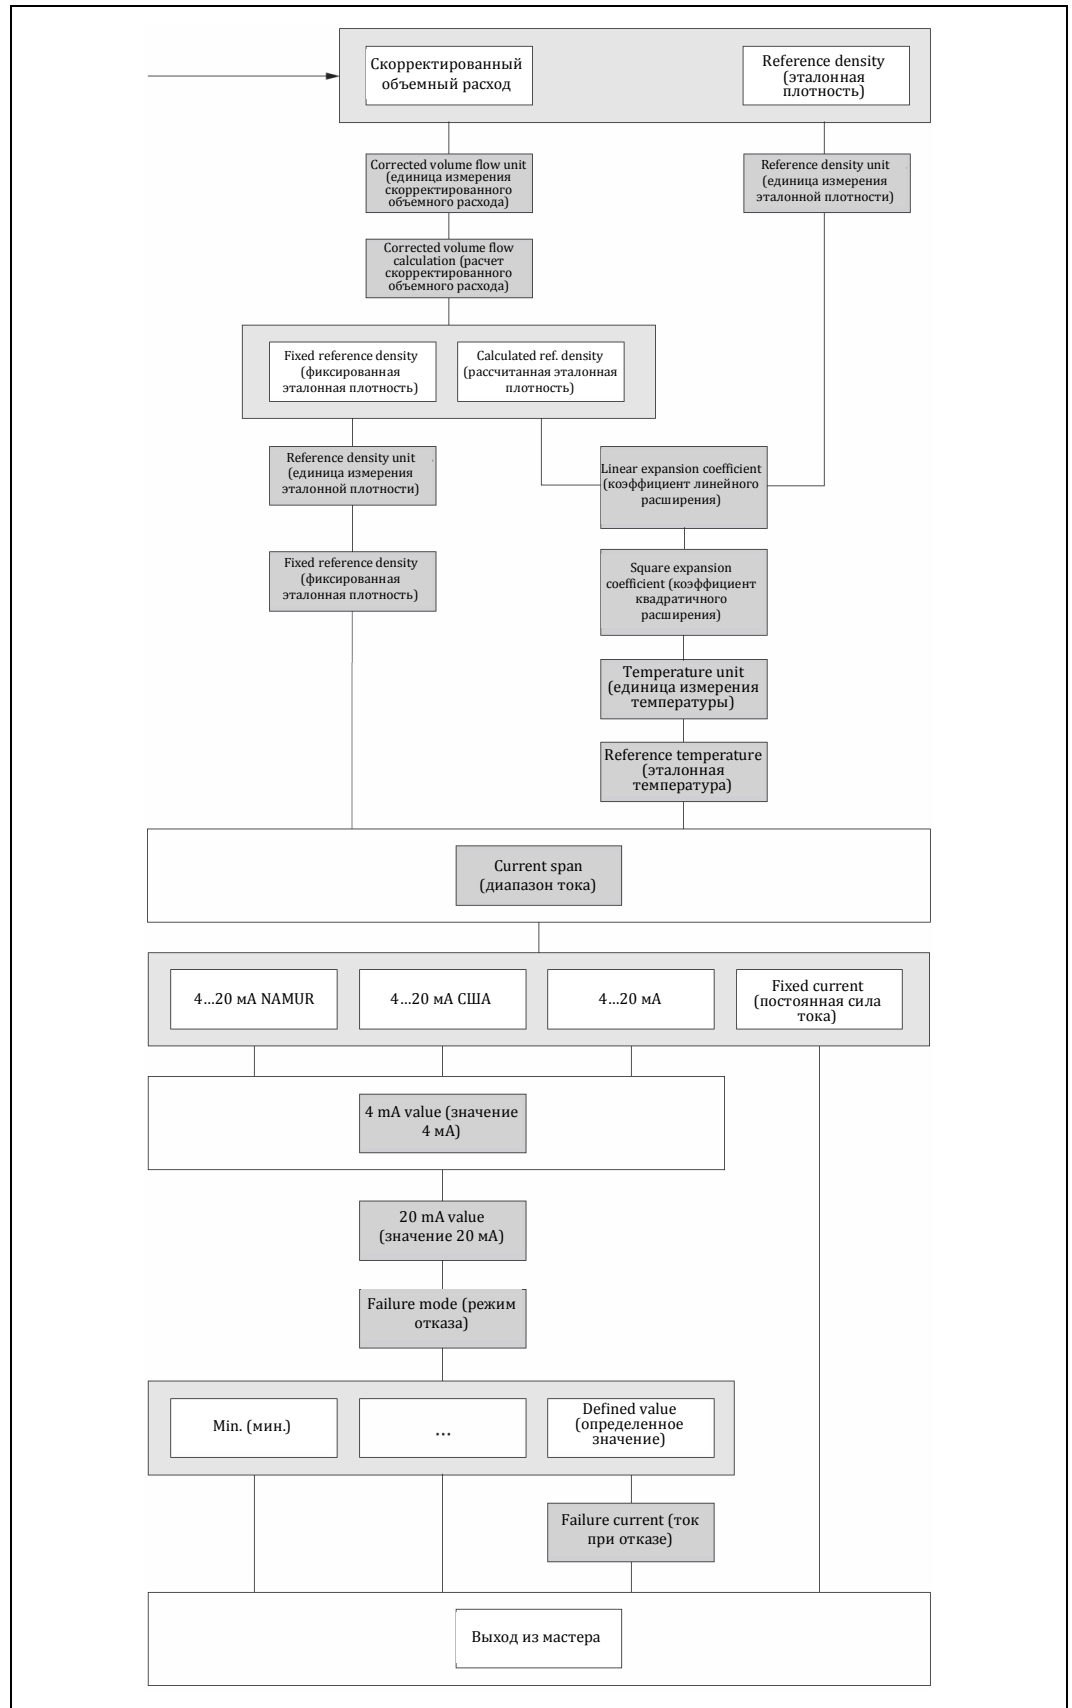 Скорректированный
объемный расход
Reference density
(эталонная
плотность)
Corrected volume flow unit
(единица измерения
скорректированного
объемного расхода)
Reference density unit
(единица измерения
эталонной плотности)
Corrected volume flow
calculation (расчет
скорректированного
объемного расхода)
Fixed reference density
(фиксированная
эталонная плотность)
Calculated ref. density
(рассчитанная эталонная
плотность)
Reference density unit
(единица измерения
эталонной плотности)
Linear expansion coefficient
(коэффициент линейного
расширения)
Fixed reference density
(фиксированная
эталонная плотность)
Square expansion
coefficient (коэффициент
квадратичного
расширения)
Temperature unit
(единица измерения
температуры)
Reference temperature
(эталонная
температура)
Current span
(диапазон тока)
4...20 мА NAMUR
4...20 мА США
4...20 мА
Fixed current
(постоянная сила
тока)
4 mA value (значение
4 мА)
20 mA value
(значение 20 мА)
Failure mode (режим
отказа)
Min. (мин.)
...
Defined value
(определенное
значение)
Failure current (ток
при отказе)
Выход из мастера